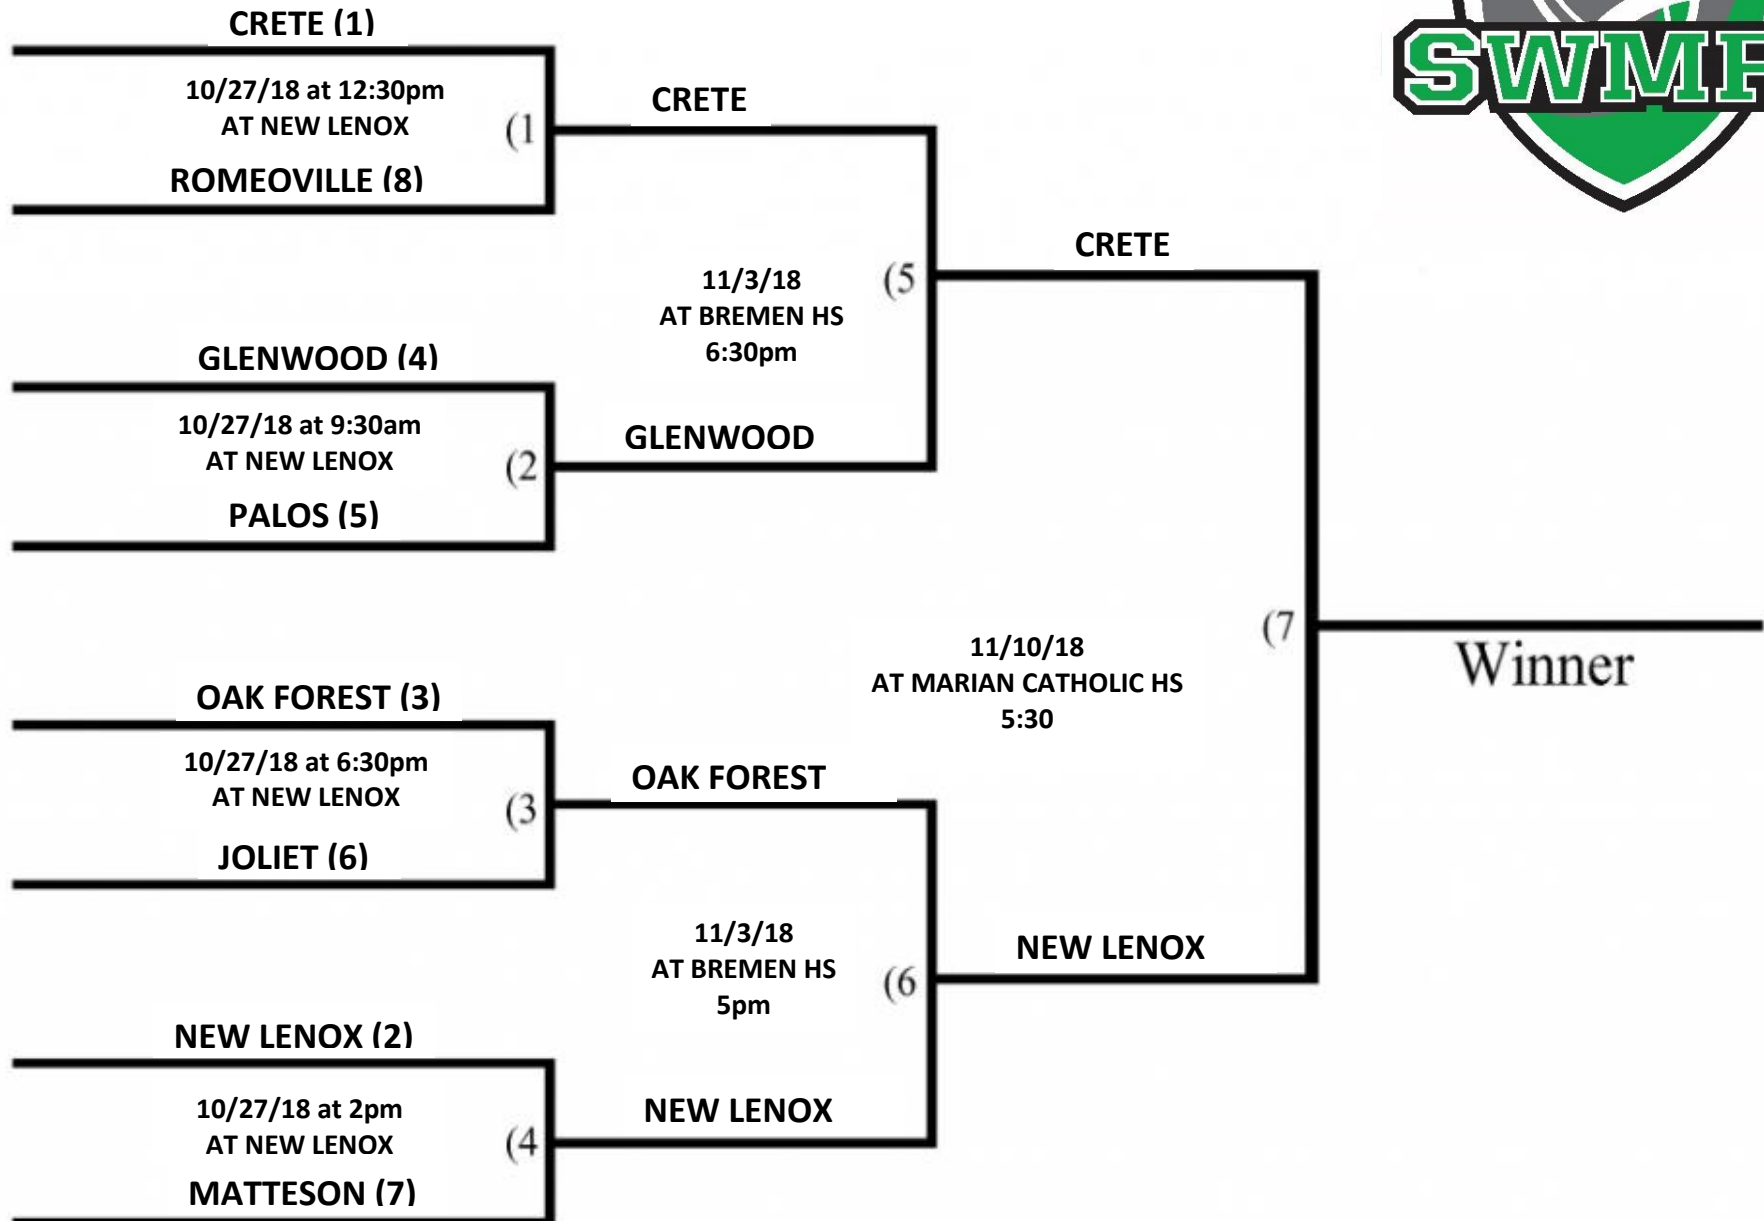 CRETE (1)
10/27/18 at 12:30pm
AT NEW LENOX
ROMEOVILLE (8)
(1
CRETE
GLENWOOD (4)
10/27/18 at 9:30am
AT NEW LENOX
PALOS (5)
(2
GLENWOOD
11/3/18
AT BREMEN HS
6:30pm
(5
CRETE
OAK FOREST (3)
10/27/18 at 6:30pm
AT NEW LENOX
JOLIET (6)
(3
OAK FOREST
NEW LENOX (2)
10/27/18 at 2pm
AT NEW LENOX
MATTESON (7)
(4
NEW LENOX
11/3/18
AT BREMEN HS
5pm
(6
NEW LENOX
11/10/18
AT MARIAN CATHOLIC HS
5:30
(7
Winner